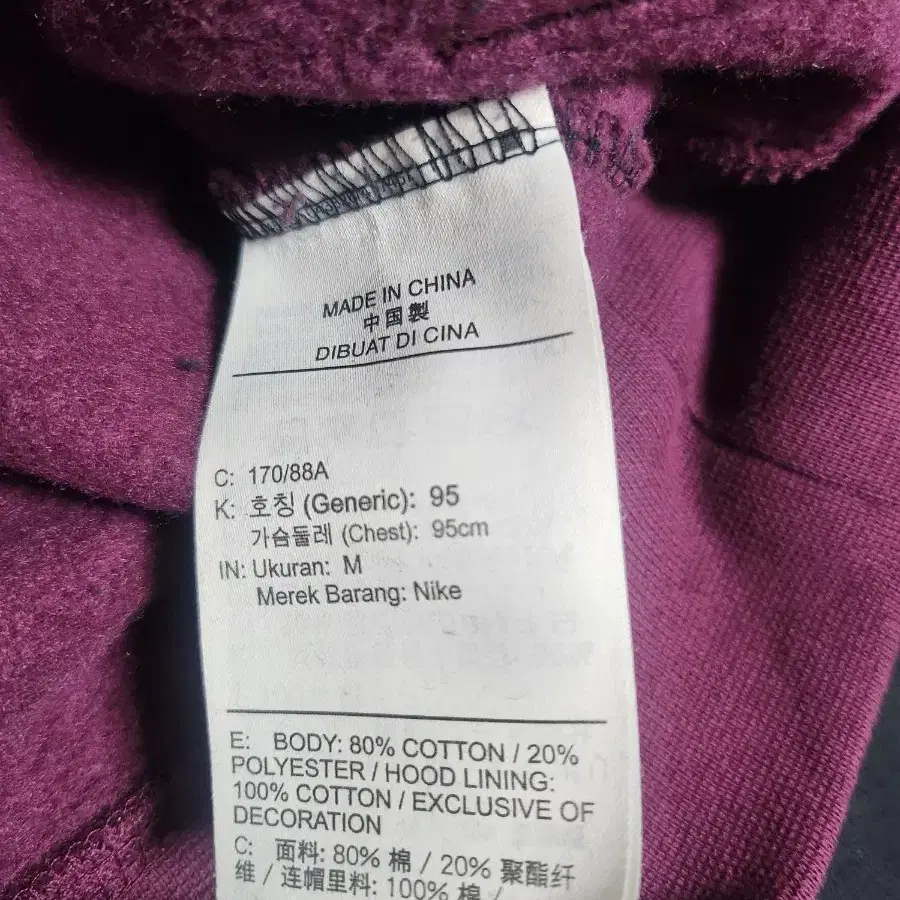 MADE IN CHINA
中国製
DIBUAT DI CINA
C: 170/88A
K: 호칭 (Generic): 95
가슴둘레 (Chest): 95cm
IN: Ukuran: M
Merek Barang: Nike
E: BODY: 80% COTTON / 20%
POLYESTER / HOOD LINING:
100% COTTON / EXCLUSIVE OF
DECORATION
C: 面料: 80% 棉 / 20% 聚酯纤
维 / 连帽里料: 100% 棉 /